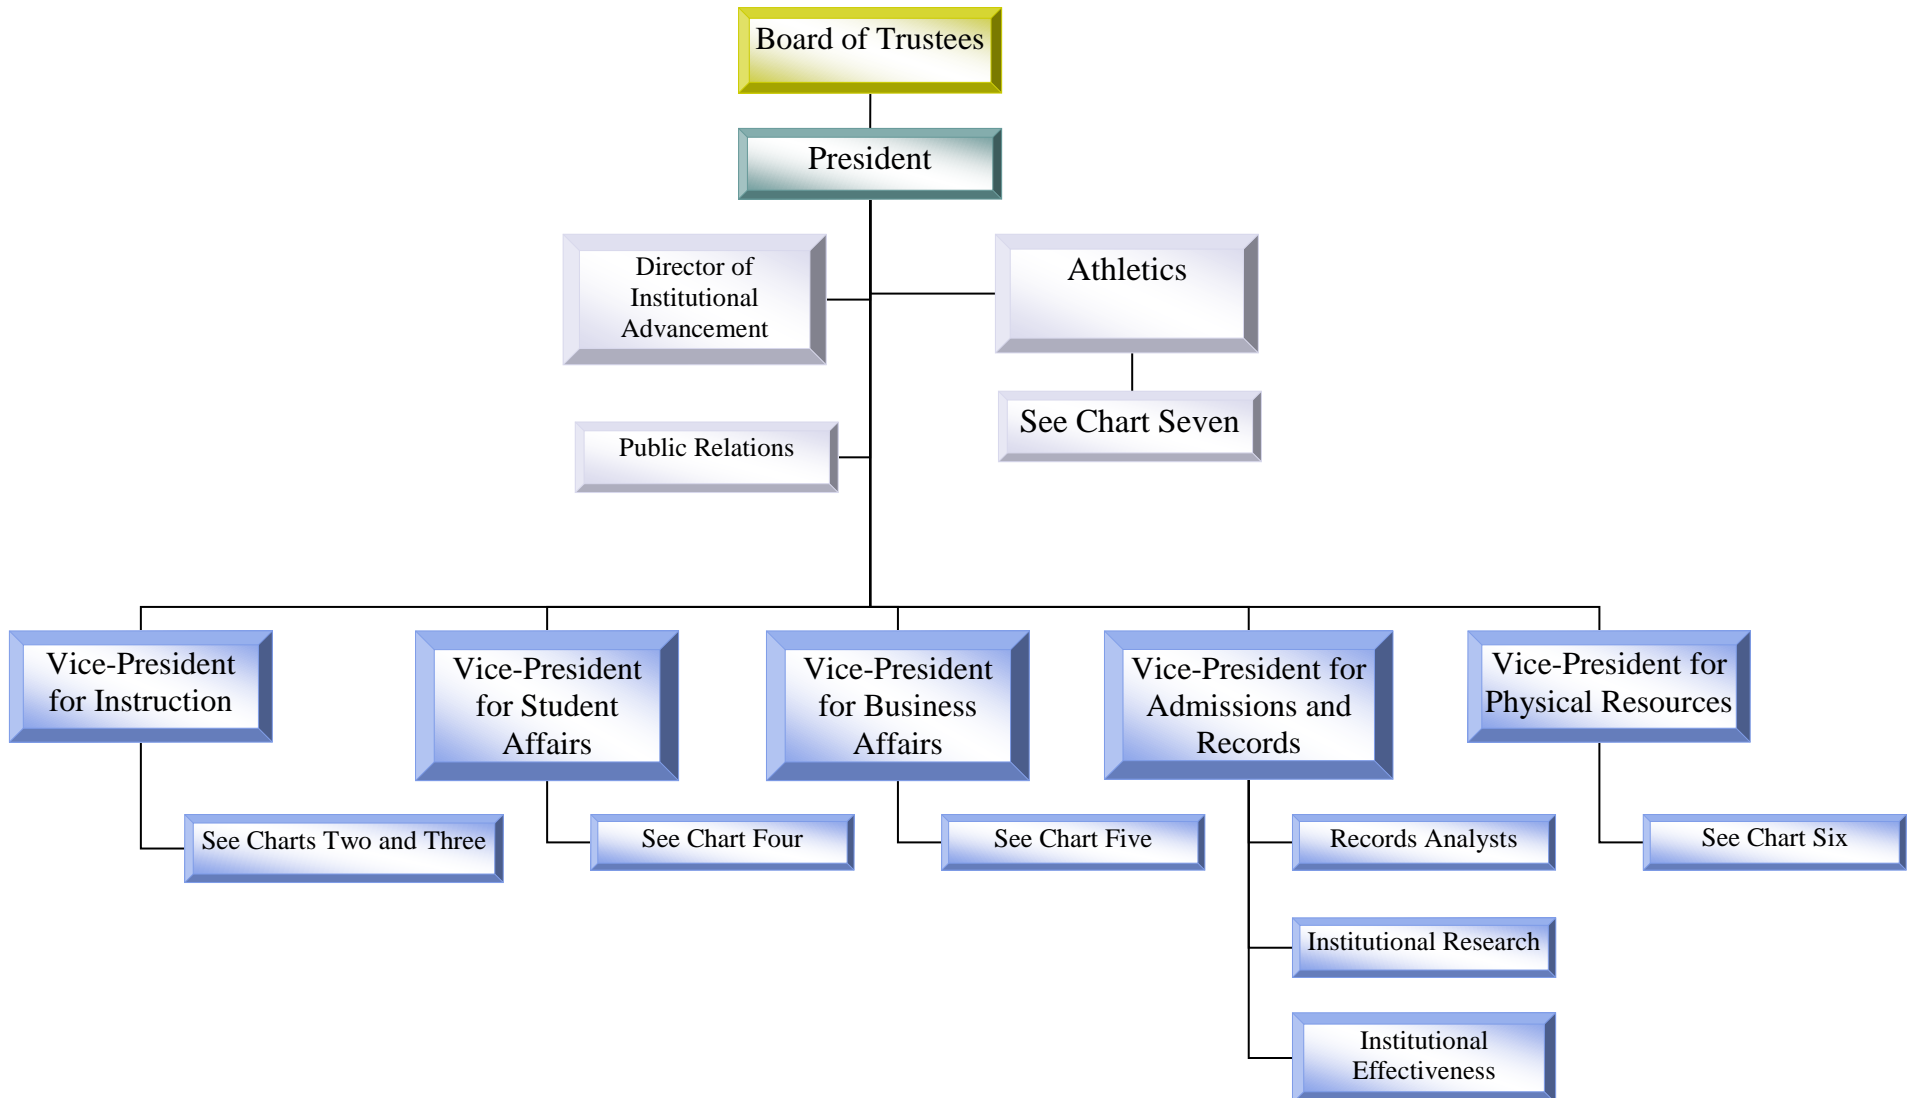 Board of Trustees
President
Director of
Institutional
Advancement
Athletics
See Chart Seven
Public Relations
Vice-President
for Instruction
Vice-President
for Student
Affairs
Vice-President
for Business
Affairs
Vice-President for
Admissions and
Records
Vice-President for
Physical Resources
See Charts Two and Three
See Chart Four
See Chart Five
Records Analysts
See Chart Six
Institutional Research
Institutional
Effectiveness